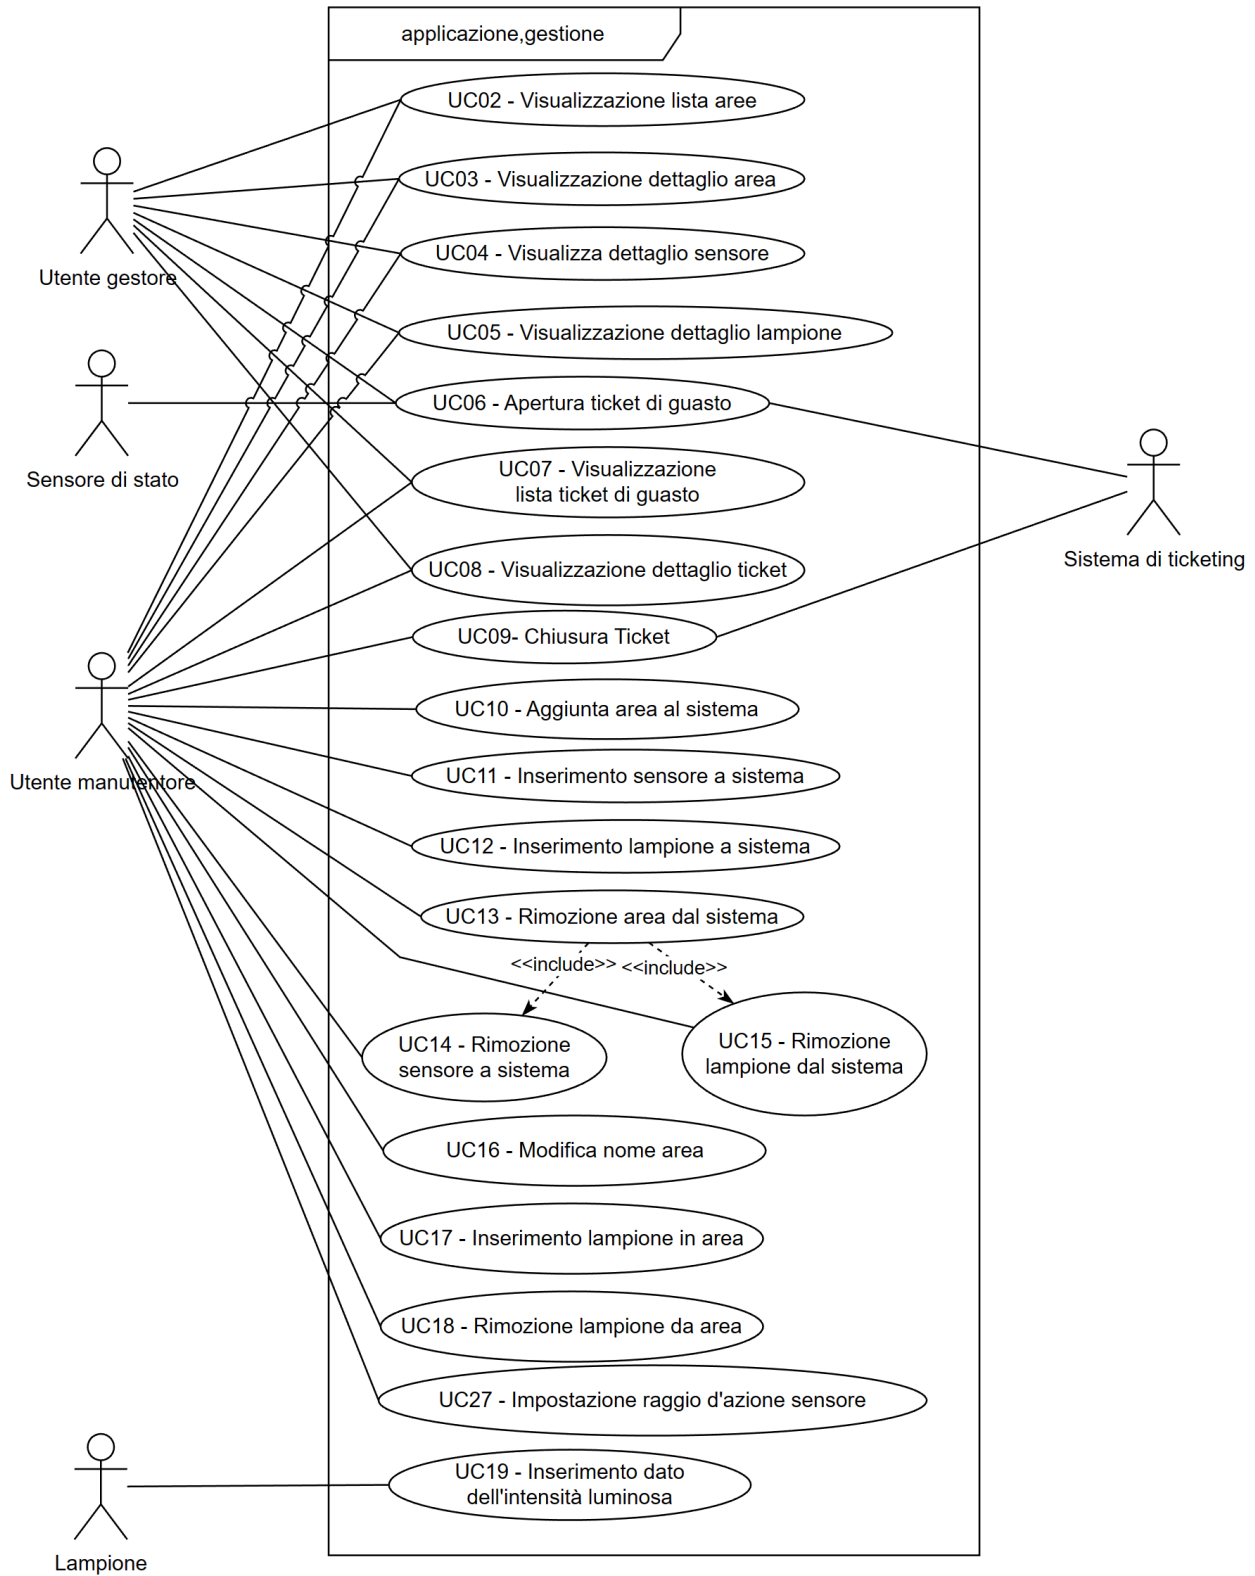 applicazione,gestione
UC02 - Visualizzazione lista aree
UC03 - Visualizzazione dettaglio area
UC04 - Visualizza dettaglio sensore
Utente gestore
UC05 - Visualizzazione dettaglio lampione
UC06 - Apertura ticket di guasto
Sensore di stato
UC07 - Visualizzazione
lista ticket di guasto
Sistema di ticketing
UC08 - Visualizzazione dettaglio ticket
UC09- Chiusura Ticket
UC10 - Aggiunta area al sistema
Utente manutentore
UC11 - Inserimento sensore a sistema
UC12 - Inserimento lampione a sistema
UC13 - Rimozione area dal sistema
<<include>>
<<include>>
UC14 - Rimozione
sensore a sistema
UC15 - Rimozione
lampione dal sistema
UC16 - Modifica nome area
UC17 - Inserimento lampione in area
UC18 - Rimozione lampione da area
UC27 - Impostazione raggio d'azione sensore
UC19 - Inserimento dato
dell'intensità luminosa
Lampione